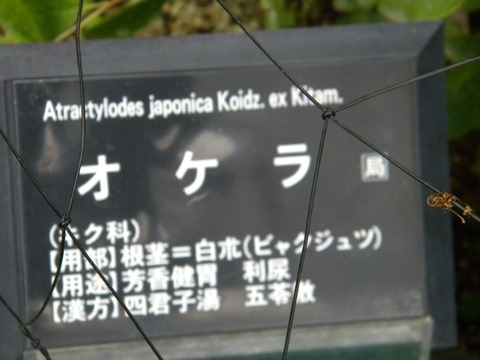 Atractylodes japonica Koidz. ex Kitam.
オケラ 局
(キク科)
【用部】根茎=白朮(ビャクジュツ)
【用途】芳香健胃 利尿
【漢方】四君子湯 五苓散